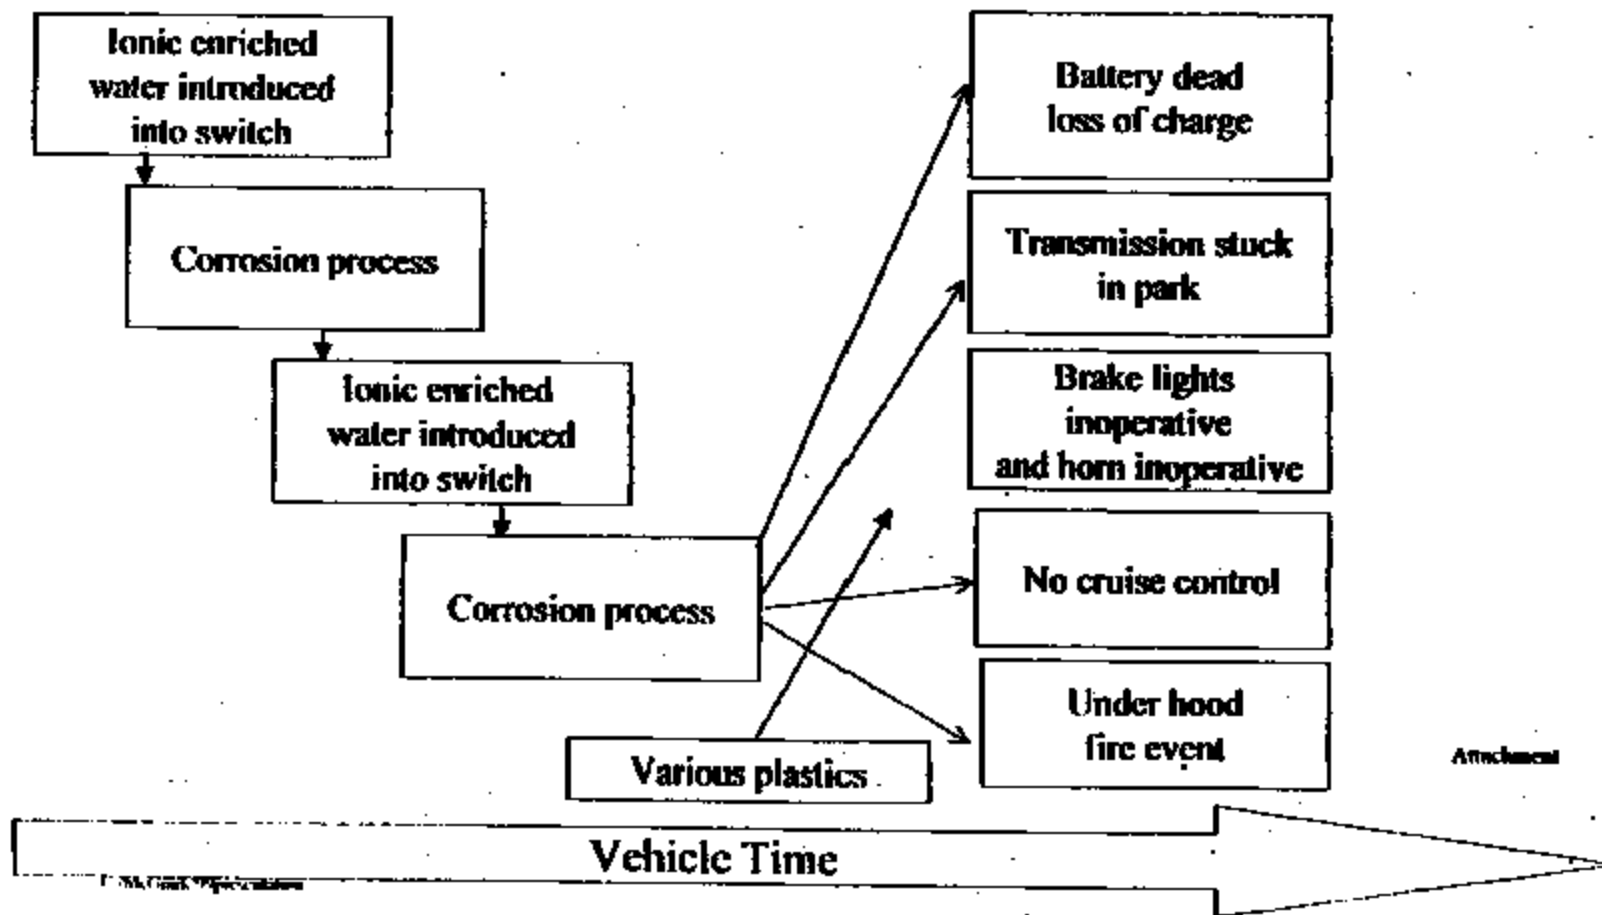 Ionic enriched
water introduced
into switch
Corrosion process
Ionic enriched
water introduced
into switch
Corrosion process
Various plastics
Battery dead
loss of charge
Transmission stuck
in park
Brake lights
inoperative
and horn inoperative
No cruise control
Under hood
fire event
Attachment
Vehicle Time